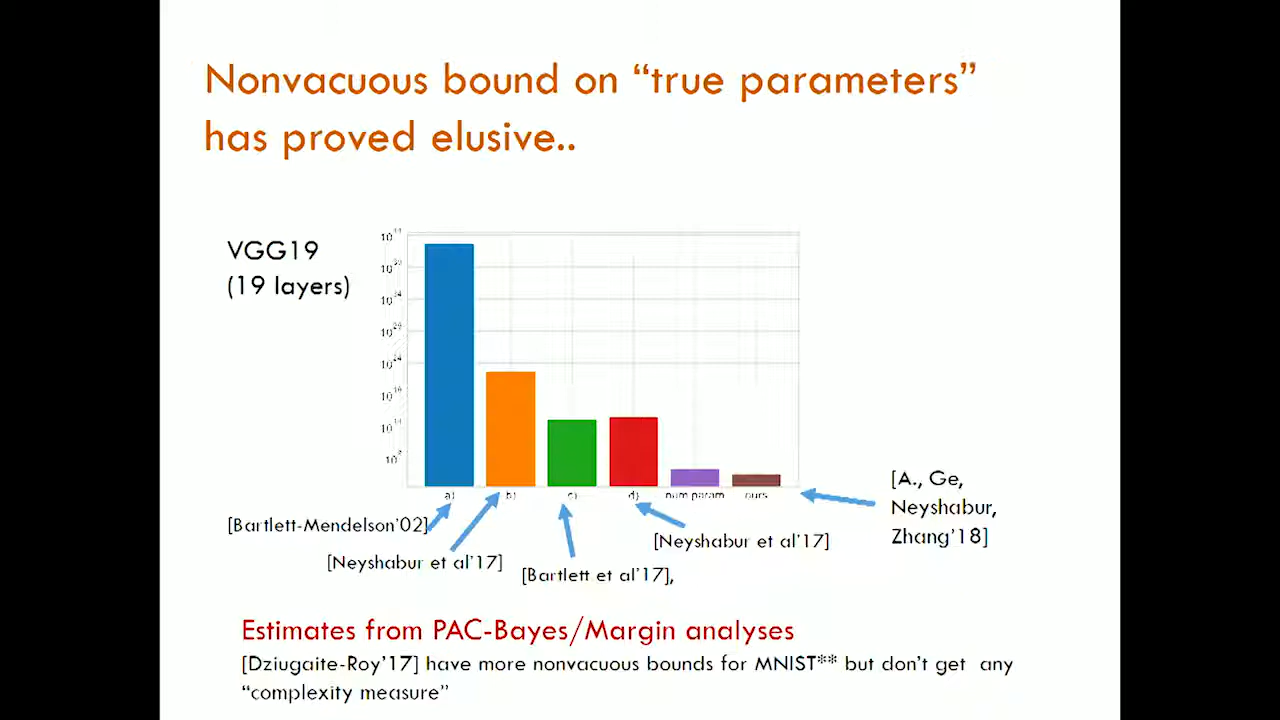 Nonvacuous bound on “true parameters”
has proved elusive..
VGG19
(19 layers)
a)
b)
c)
d)
num param
ours
[Bartlett-Mendelson’02]
[Neyshabur et al’17]
[Bartlett et al’17],
[Neyshabur et al’17]
[A., Ge,
Neyshabur,
Zhang’18]
Estimates from PAC-Bayes/Margin analyses
[Dziugaite-Roy’17] have more nonvacuous bounds for MNIST** but don’t get any
“complexity measure”